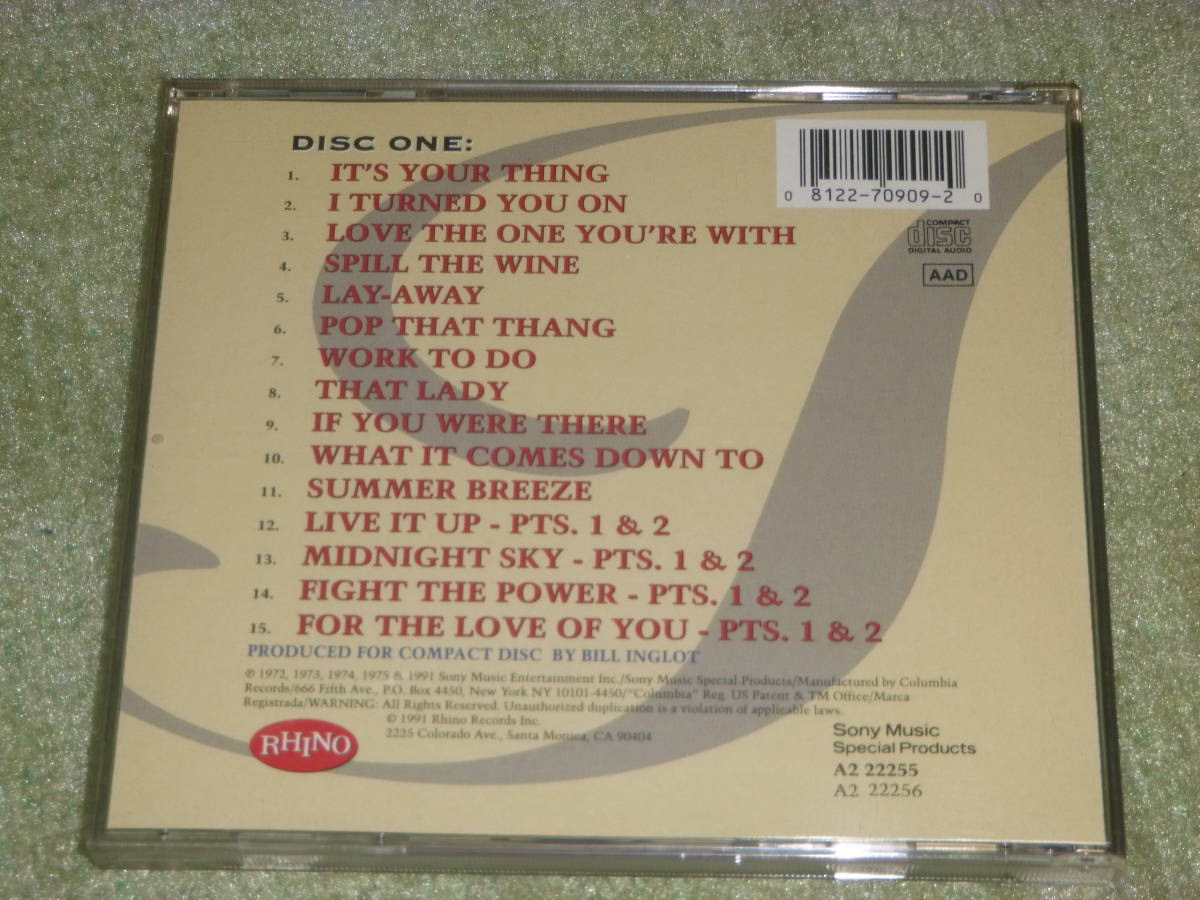 DISC ONE:
1. IT'S YOUR THING
2. I TURNED YOU ON
3. LOVE THE ONE YOU'RE WITH
4. SPILL THE WINE
5. LAY-AWAY
6. POP THAT THANG
7. WORK TO DO
8. THAT LADY
9. IF YOU WERE THERE
10. WHAT IT COMES DOWN TO
11. SUMMER BREEZE
12. LIVE IT UP - PTS. 1 & 2
13. MIDNIGHT SKY - PTS. 1 & 2
14. FIGHT THE POWER - PTS. 1 & 2
15. FOR THE LOVE OF YOU - PTS. 1 & 2
0 8122-70909-2 0
COMPACT
disc
DIGITAL AUDIO
AAD
PRODUCED FOR COMPACT DISC BY BILL INGLOT
℗ 1972, 1973, 1974, 1975 & 1991 Sony Music Entertainment Inc./Sony Music Special Products/Manufactured by Columbia
Records/666 Fifth Ave., P.O. Box 4450, New York NY 10101-4450/"Columbia" Reg. US Patent & TM Office/Marca
Registrada/WARNING: All Rights Reserved. Unauthorized duplication is a violation of applicable laws.
© 1991 Rhino Records Inc.
2225 Colorado Ave., Santa Monica, CA 90404
RHINO
Sony Music
Special Products
A2 22255
A2 22256